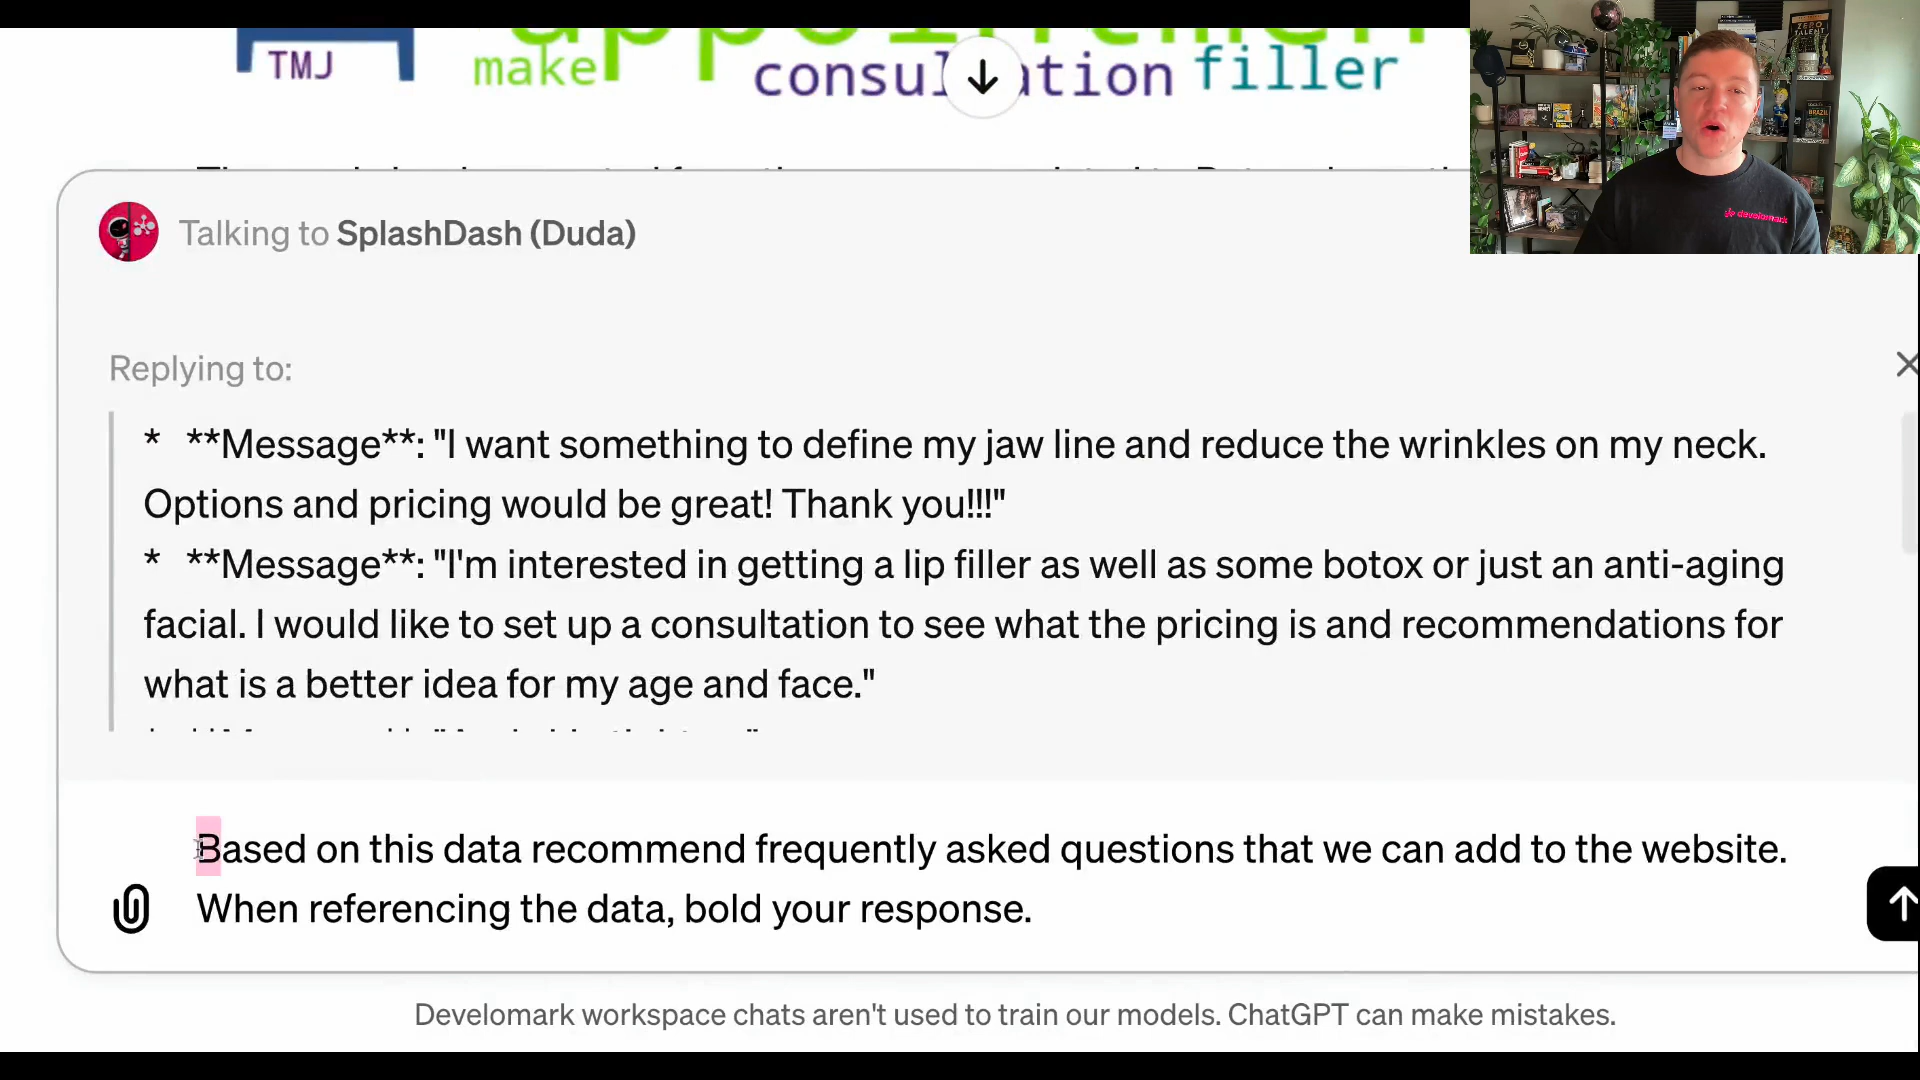 TMJ
make
consul ation
filler
Talking to SplashDash (Duda)
Replying to:
* **Message**: "I want something to define my jaw line and reduce the wrinkles on my neck.
Options and pricing would be great! Thank you!!!"
* **Message**: "I'm interested in getting a lip filler as well as some botox or just an anti-aging
facial. I would like to set up a consultation to see what the pricing is and recommendations for
what is a better idea for my age and face."
Based on this data recommend frequently asked questions that we can add to the website.
When referencing the data, bold your response.
Develomark workspace chats aren't used to train our models. ChatGPT can make mistakes.
ZERO
TALENT
BRAZIL
develomark